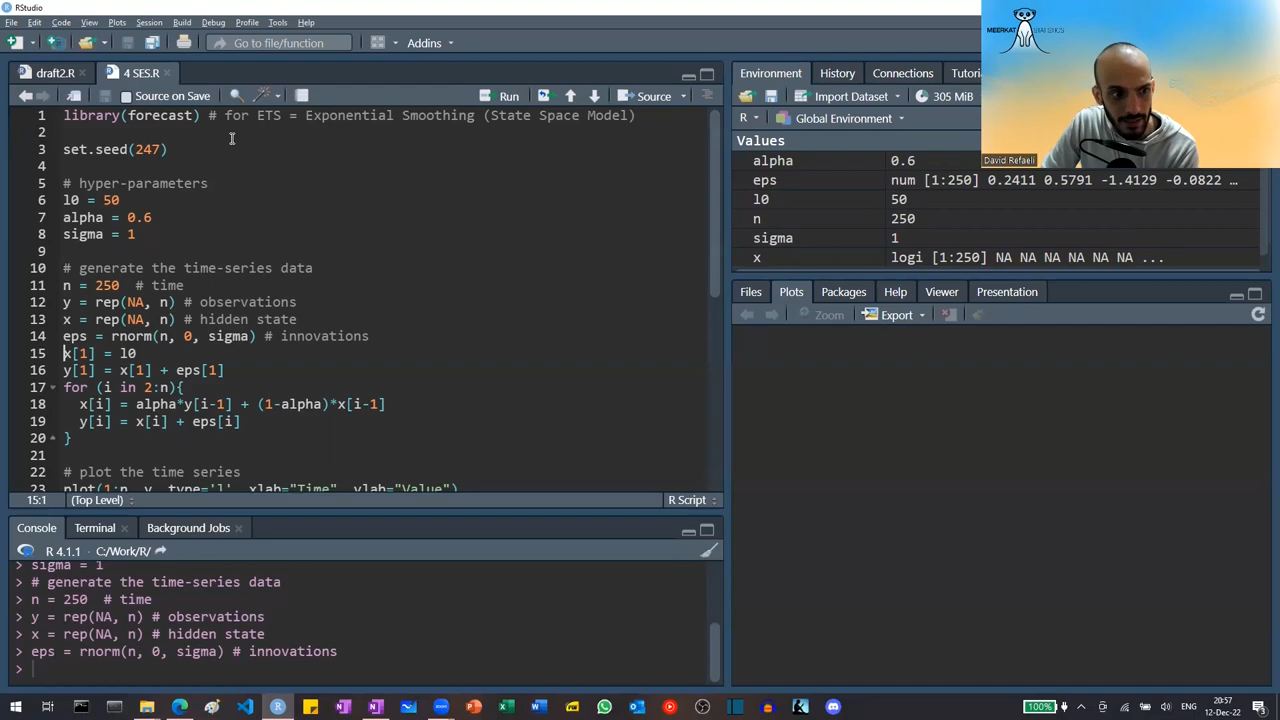 RStudio
File Edit Code View Plots Session Build Debug Profile Tools Help
Go to file/function
Addins
draft2.R
4 SES.R
Source on Save
Run
Source
1 library(forecast) # for ETS = Exponential Smoothing (State Space Model)
2
3 set.seed(247)
4
5 # hyper-parameters
6 l0 = 50
7 alpha = 0.6
8 sigma = 1
9
10 # generate the time-series data
11 n = 250  # time
12 y = rep(NA, n) # observations
13 x = rep(NA, n) # hidden state
14 eps = rnorm(n, 0, sigma) # innovations
15 x[1] = l0
16 y[1] = x[1] + eps[1]
17 for (i in 2:n){
18   x[i] = alpha*y[i-1] + (1-alpha)*x[i-1]
19   y[i] = x[i] + eps[i]
20 }
21
22 # plot the time series
23 plot(1:n, y, type='l', xlab="Time", ylab="Value")
15:1 (Top Level) R Script
Console Terminal Background Jobs
R 4.1.1 · C:/Work/R/
> sigma = 1
> # generate the time-series data
> n = 250  # time
> y = rep(NA, n) # observations
> x = rep(NA, n) # hidden state
> eps = rnorm(n, 0, sigma) # innovations
>
Environment History Connections Tutori
Import Dataset 305 MiB
R Global Environment
Values
alpha 0.6
eps num [1:250] 0.2411 0.5791 -1.4129 -0.0822 …
l0 50
n 250
sigma 1
x logi [1:250] NA NA NA NA NA NA ...
Files Plots Packages Help Viewer Presentation
Zoom Export
MEERKAT STATISTICS
David Refaeli
100%
ENG
20:57
12-Dec-22